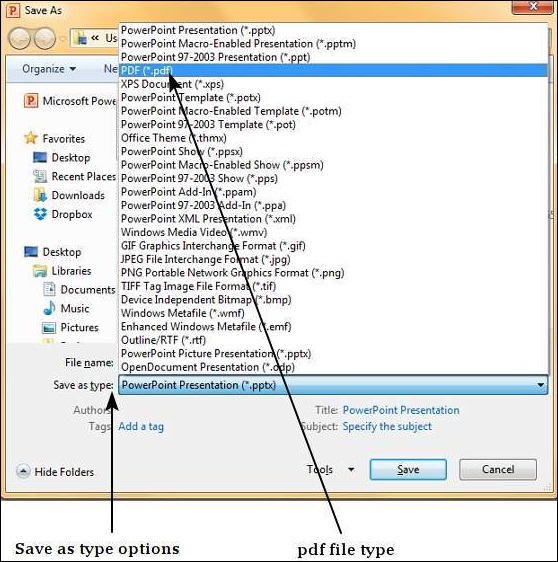 Save As
Us
PowerPoint Presentation (*.pptx)
PowerPoint Macro-Enabled Presentation (*.pptm)
PowerPoint 97-2003 Presentation (*.ppt)
Organize
Ne
PDF (*.pdf)
XPS Document (*.xps)
Microsoft Pow
PowerPoint Template (*.potx)
PowerPoint Macro-Enabled Template (*.potm)
PowerPoint 97-2003 Template (*.pot)
Favorites
Office Theme (*.thmx)
Desktop
PowerPoint Show (*.ppsx)
PowerPoint Macro-Enabled Show (*.ppsm)
Recent Places
PowerPoint 97-2003 Show (*.pps)
Downloads
PowerPoint Add-In (*.ppam)
PowerPoint 97-2003 Add-In (*.ppa)
Dropbox
PowerPoint XML Presentation (*.xml)
Windows Media Video (*.wmv)
GIF Graphics Interchange Format (*.gif)
Desktop
JPEG File Interchange Format (*.jpg)
Libraries
PNG Portable Network Graphics Format (*.png)
TIFF Tag Image File Format (*.tif)
Documents
Device Independent Bitmap (*.bmp)
Music
Windows Metafile (*.wmf)
Pictures
Enhanced Windows Metafile (*.emf)
Outline/RTF (*.rtf)
PowerPoint Picture Presentation (*.pptx)
File name:
OpenDocument Presentation (*.odp)
Save as type:
PowerPoint Presentation (*.pptx)
Authors
Title: PowerPoint Presentation
Tags
Add a tag
Subject: Specify the subject
Hide Folders
Tools
Save
Cancel
Save as type options
pdf file type